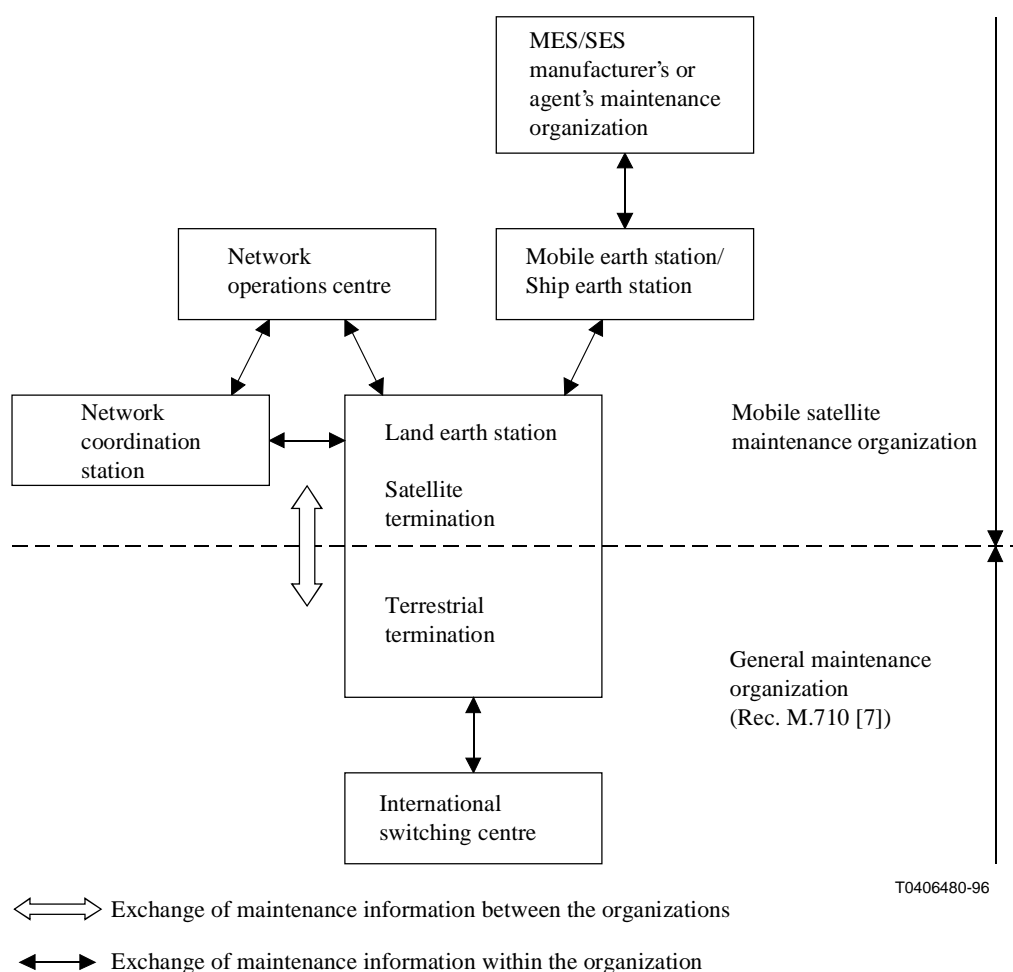 MES/SES
manufacturer’s or
agent’s maintenance
organization
Network
operations centre
Mobile earth station/
Ship earth station
Network
coordination
station
Land earth station
Satellite
termination
Mobile satellite
maintenance organization
Terrestrial
termination
General maintenance
organization
(Rec. M.710 [7])
International
switching centre
T0406480-96
Exchange of maintenance information between the organizations
Exchange of maintenance information within the organization